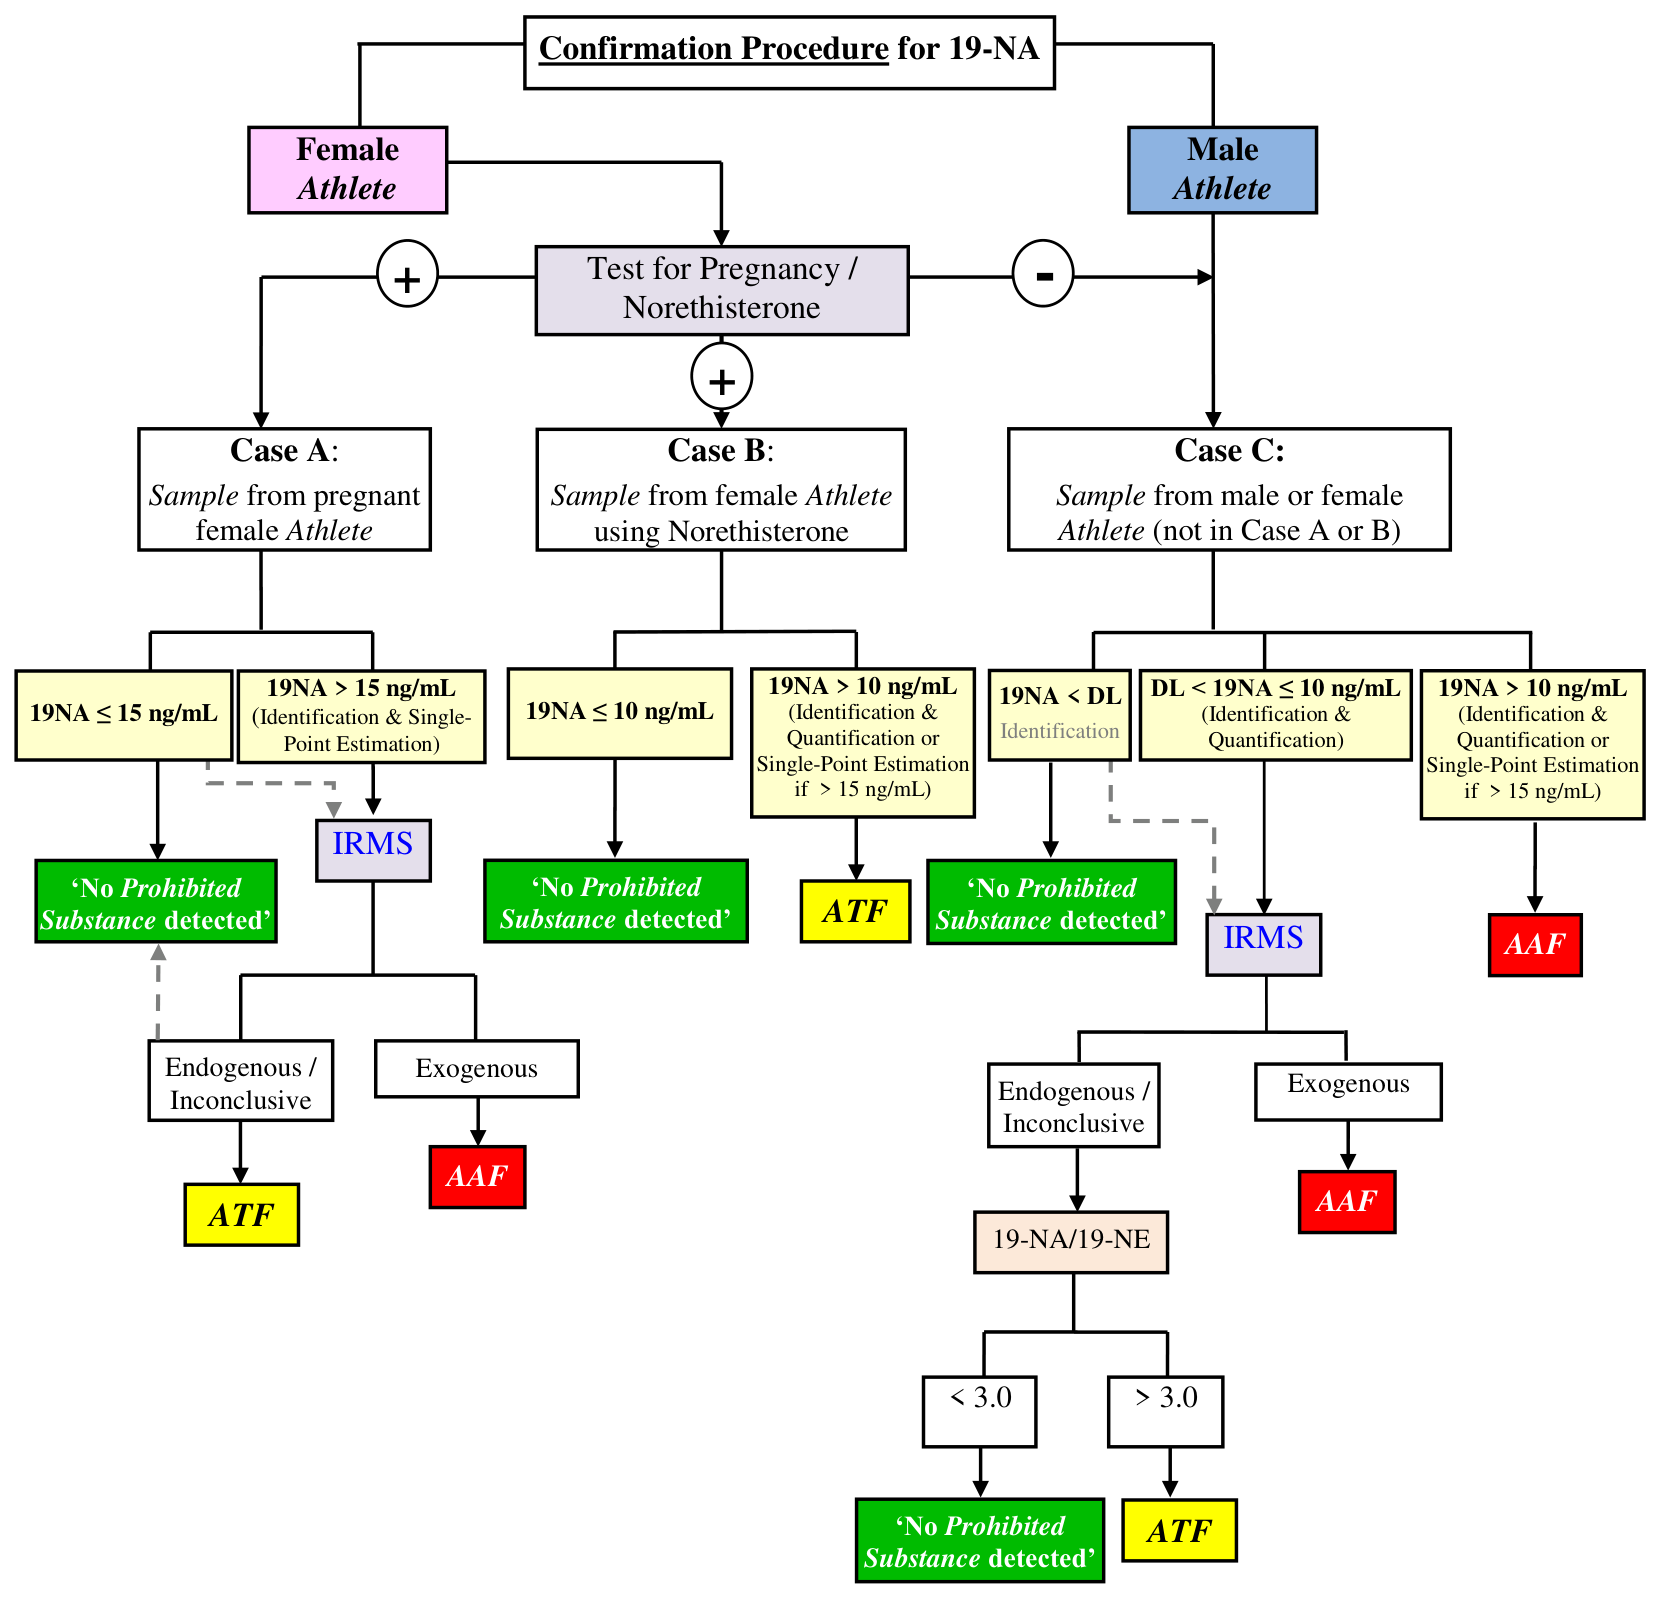 Confirmation Procedure for 19-NA
Female
Athlete
Male
Athlete
Test for Pregnancy /
Norethisterone
+
-
+
Case A:
Sample from pregnant
female Athlete
Case B:
Sample from female Athlete
using Norethisterone
Case C:
Sample from male or female
Athlete (not in Case A or B)
19NA ≤ 15 ng/mL
19NA > 15 ng/mL
(Identification & Single-
Point Estimation)
19NA ≤ 10 ng/mL
19NA > 10 ng/mL
(Identification &
Quantification or
Single-Point Estimation
if > 15 ng/mL)
19NA < DL
Identification
DL < 19NA ≤ 10 ng/mL
(Identification &
Quantification)
19NA > 10 ng/mL
(Identification &
Quantification or
Single-Point Estimation
if > 15 ng/mL)
IRMS
‘No Prohibited
Substance detected’
‘No Prohibited
Substance detected’
ATF
‘No Prohibited
Substance detected’
IRMS
AAF
Endogenous /
Inconclusive
Exogenous
ATF
AAF
Endogenous /
Inconclusive
Exogenous
AAF
19-NA/19-NE
< 3.0
> 3.0
‘No Prohibited
Substance detected’
ATF